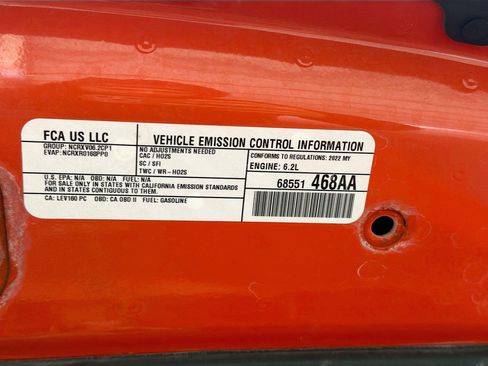 FCA US LLC
GROUP: NCRXV06.2CP1
EVAP: NCRXR0168PP0
VEHICLE EMISSION CONTROL INFORMATION
NO ADJUSTMENTS NEEDED
CAC / HO2S
SC / SFI
TWC / WR – HO2S
CONFORMS TO REGULATIONS: 2022 MY
ENGINE: 6.2L
U.S. EPA: N/A OBD: N/A FUEL: N/A
FOR SALE ONLY IN STATES WITH CALIFORNIA EMISSION STANDARDS
AND IN STATES CONTIGUOUS TO THEM.
CA: LEV160 PC OBD: CA OBD II FUEL: GASOLINE
68551 468AA